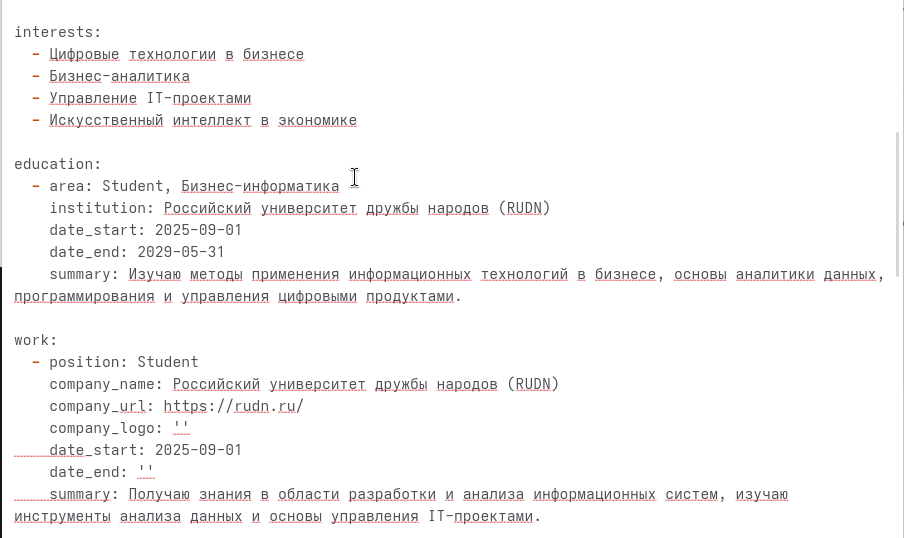 interests:
  - Цифровые технологии в бизнесе
  - Бизнес-аналитика
  - Управление IT-проектами
  - Искусственный интеллект в экономике
education:
  - area: Student, Бизнес-информатика
    institution: Российский университет дружбы народов (RUDN)
    date_start: 2025-09-01
    date_end: 2029-05-31
    summary: Изучаю методы применения информационных технологий в бизнесе, основы аналитики данных,
программирования и управления цифровыми продуктами.
work:
  - position: Student
    company_name: Российский университет дружбы народов (RUDN)
    company_url: https://rudn.ru/
    company_logo: ''
    date_start: 2025-09-01
    date_end: ''
    summary: Получаю знания в области разработки и анализа информационных систем, изучаю
инструменты анализа данных и основы управления IT-проектами.